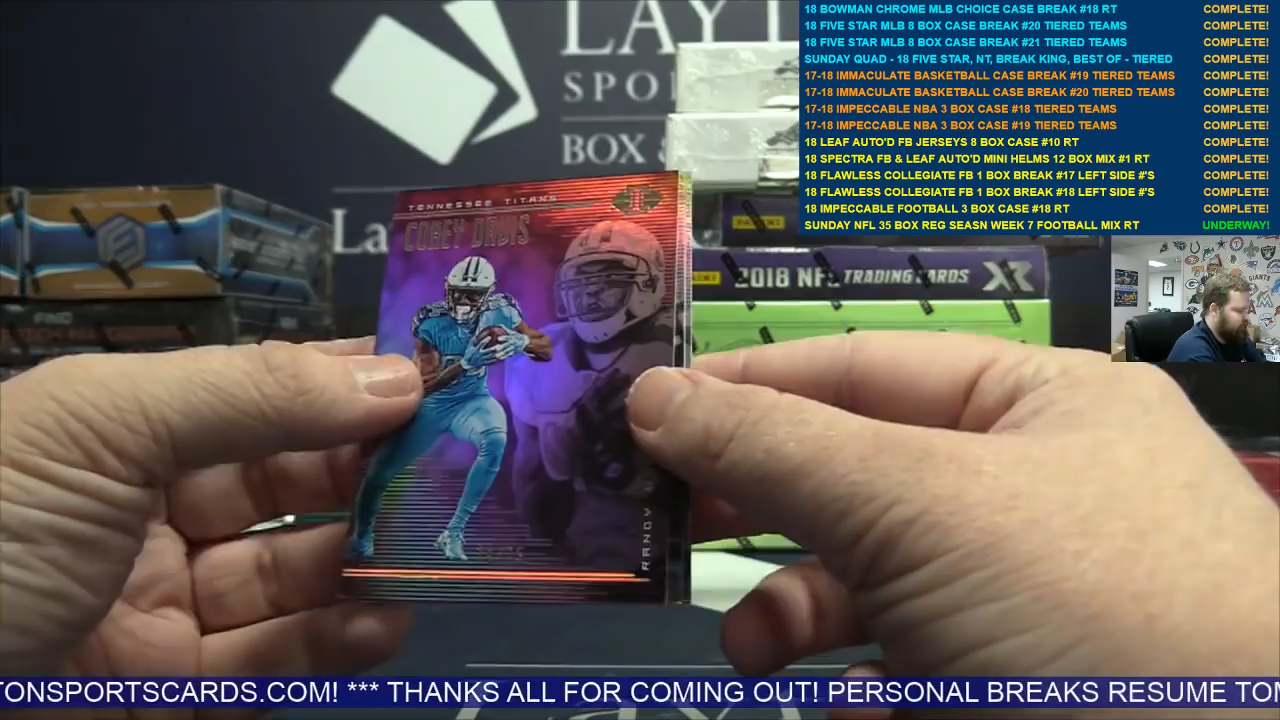 18 BOWMAN CHROME MLB CHOICE CASE BREAK #18 RT COMPLETE!
18 FIVE STAR MLB 8 BOX CASE BREAK #20 TIERED TEAMS COMPLETE!
18 FIVE STAR MLB 8 BOX CASE BREAK #21 TIERED TEAMS COMPLETE!
SUNDAY QUAD - 18 FIVE STAR, NT, BREAK KING, BEST OF - TIERED COMPLETE!
17-18 IMMACULATE BASKETBALL CASE BREAK #19 TIERED TEAMS COMPLETE!
17-18 IMMACULATE BASKETBALL CASE BREAK #20 TIERED TEAMS COMPLETE!
17-18 IMPECCABLE NBA 3 BOX CASE #18 TIERED TEAMS COMPLETE!
17-18 IMPECCABLE NBA 3 BOX CASE #19 TIERED TEAMS COMPLETE!
18 LEAF AUTO'D FB JERSEYS 8 BOX CASE #10 RT COMPLETE!
18 SPECTRA FB & LEAF AUTO'D MINI HELMS 12 BOX MIX #1 RT COMPLETE!
18 FLAWLESS COLLEGIATE FB 1 BOX BREAK #17 LEFT SIDE #'S COMPLETE!
18 FLAWLESS COLLEGIATE FB 1 BOX BREAK #18 LEFT SIDE #'S COMPLETE!
18 IMPECCABLE FOOTBALL 3 BOX CASE #18 RT COMPLETE!
SUNDAY NFL 35 BOX REG SEASN WEEK 7 FOOTBALL MIX RT UNDERWAY!
LAYT
SPO
BOX &
La
TENNESSEE TITANS
COREY DAVIS
II
RANDY
PANINI
2018 NFL TRADING CARDS XR
TONSPORTSCARDS.COM! *** THANKS ALL FOR COMING OUT! PERSONAL BREAKS RESUME TOM